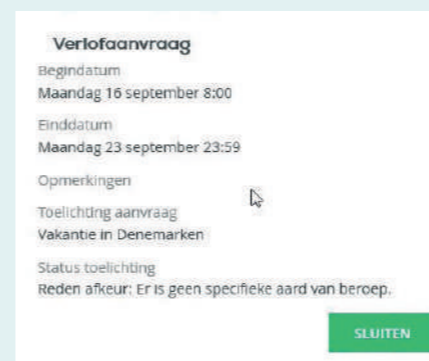 Verlofaanvraag
Begindatum
Maandag 16 september 8:00
Einddatum
Maandag 23 september 23:59
Opmerkingen
Toelichting aanvraag
Vakantie in Denemarken
Status toelichting
Reden afkeur: Er is geen specifieke aard van beroep.
SLUITEN